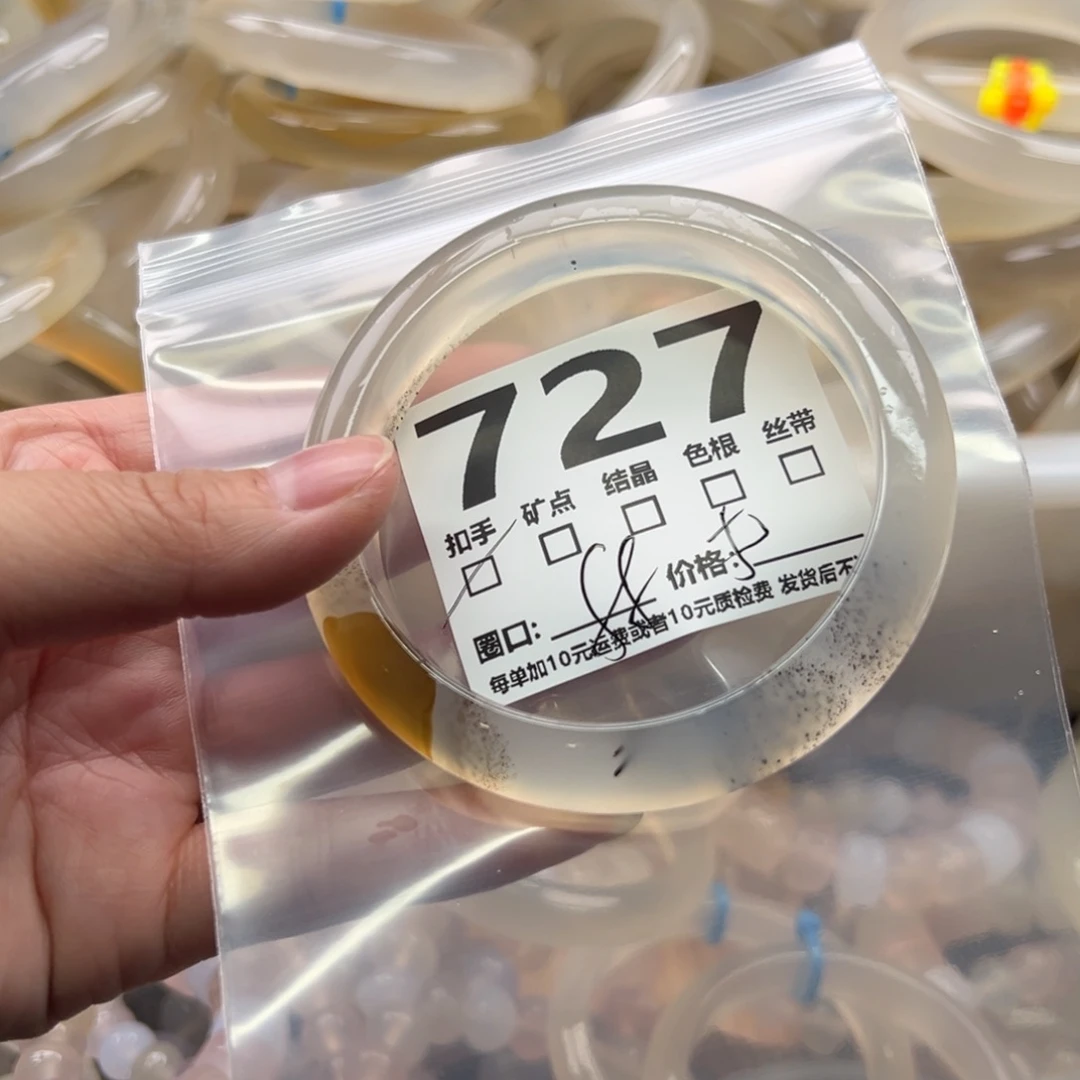 727
扣手 矿点 结晶 色根 丝带
圈口: 价格:
每单加10元运费或者10元质检费 发货后不